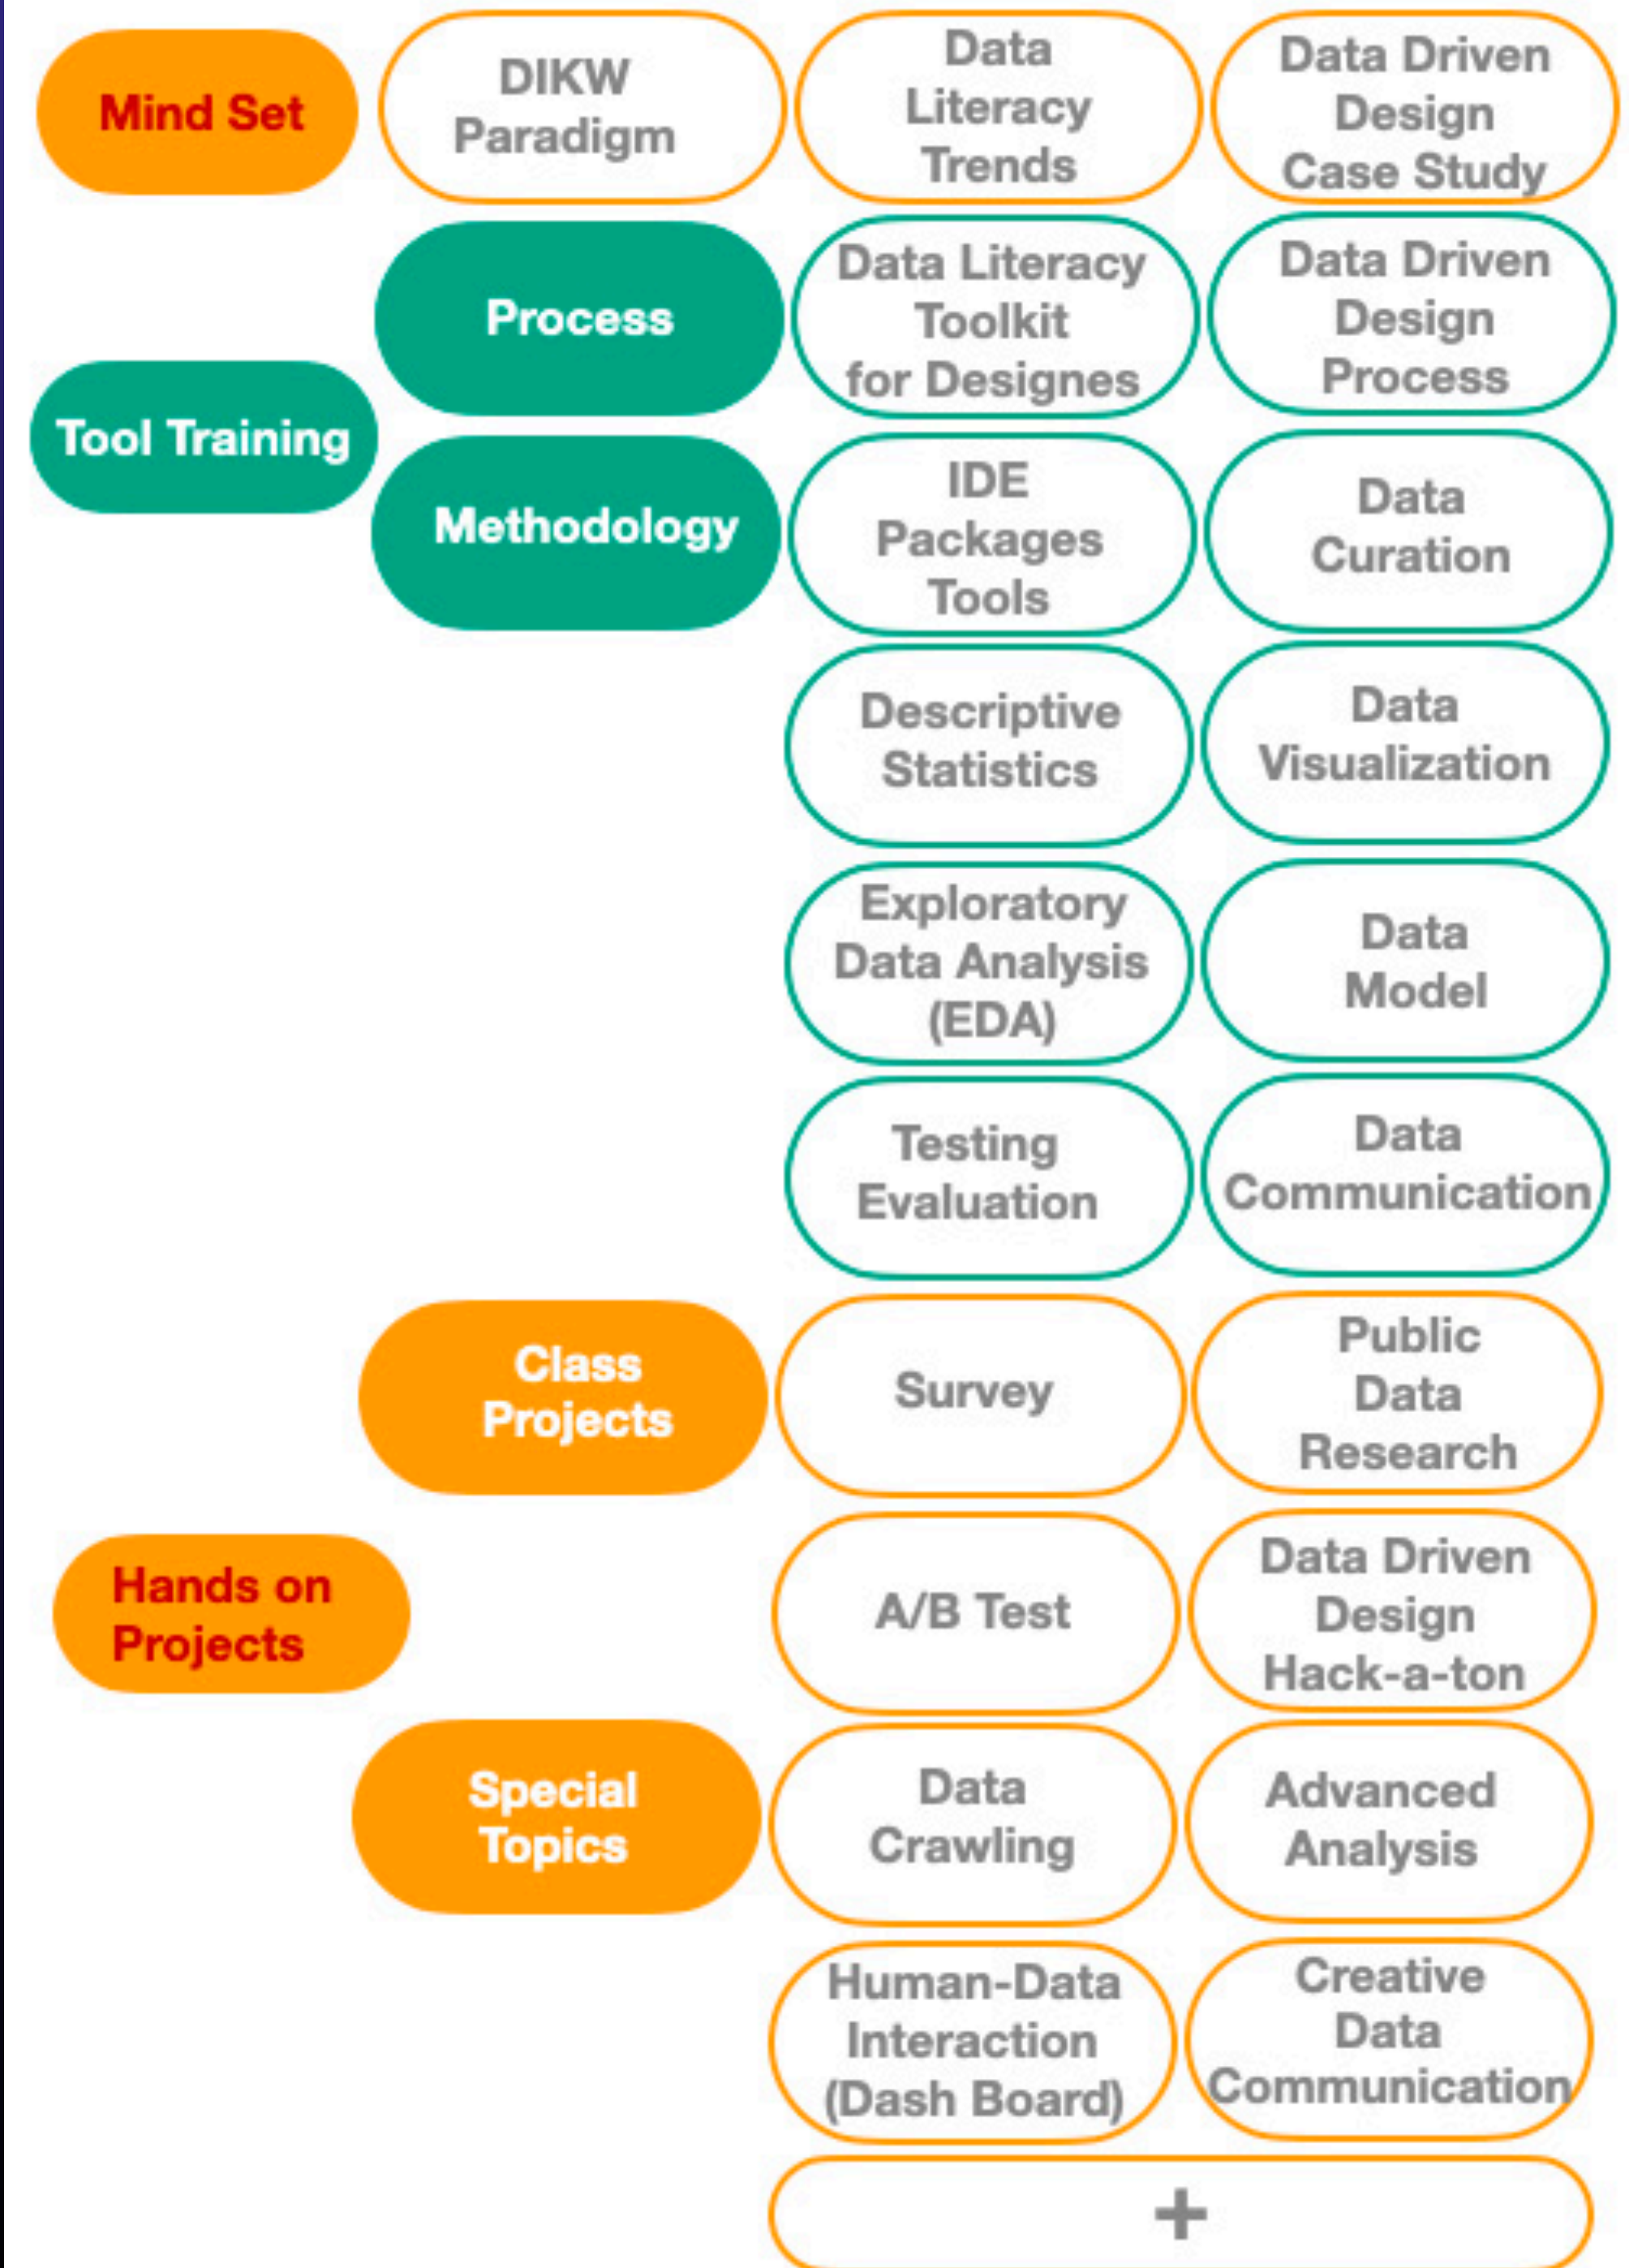 Mind Set
DIKW
Paradigm
Data
Literacy
Trends
Data Driven
Design
Case Study
Tool Training
Process
Data Literacy
Toolkit
for Designes
Data Driven
Design
Process
Methodology
IDE
Packages
Tools
Data
Curation
Descriptive
Statistics
Data
Visualization
Exploratory
Data Analysis
(EDA)
Data
Model
Testing
Evaluation
Data
Communication
Hands on
Projects
Class
Projects
Survey
Public
Data
Research
A/B Test
Data Driven
Design
Hack-a-ton
Special
Topics
Data
Crawling
Advanced
Analysis
Human-Data
Interaction
(Dash Board)
Creative
Data
Communication
+